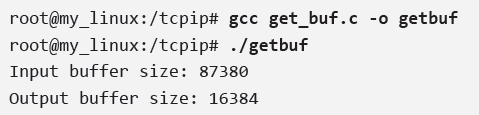 root@my_linux:/tcpip# gcc get_buf.c -o getbuf
root@my_linux:/tcpip# ./getbuf
Input buffer size: 87380
Output buffer size: 16384